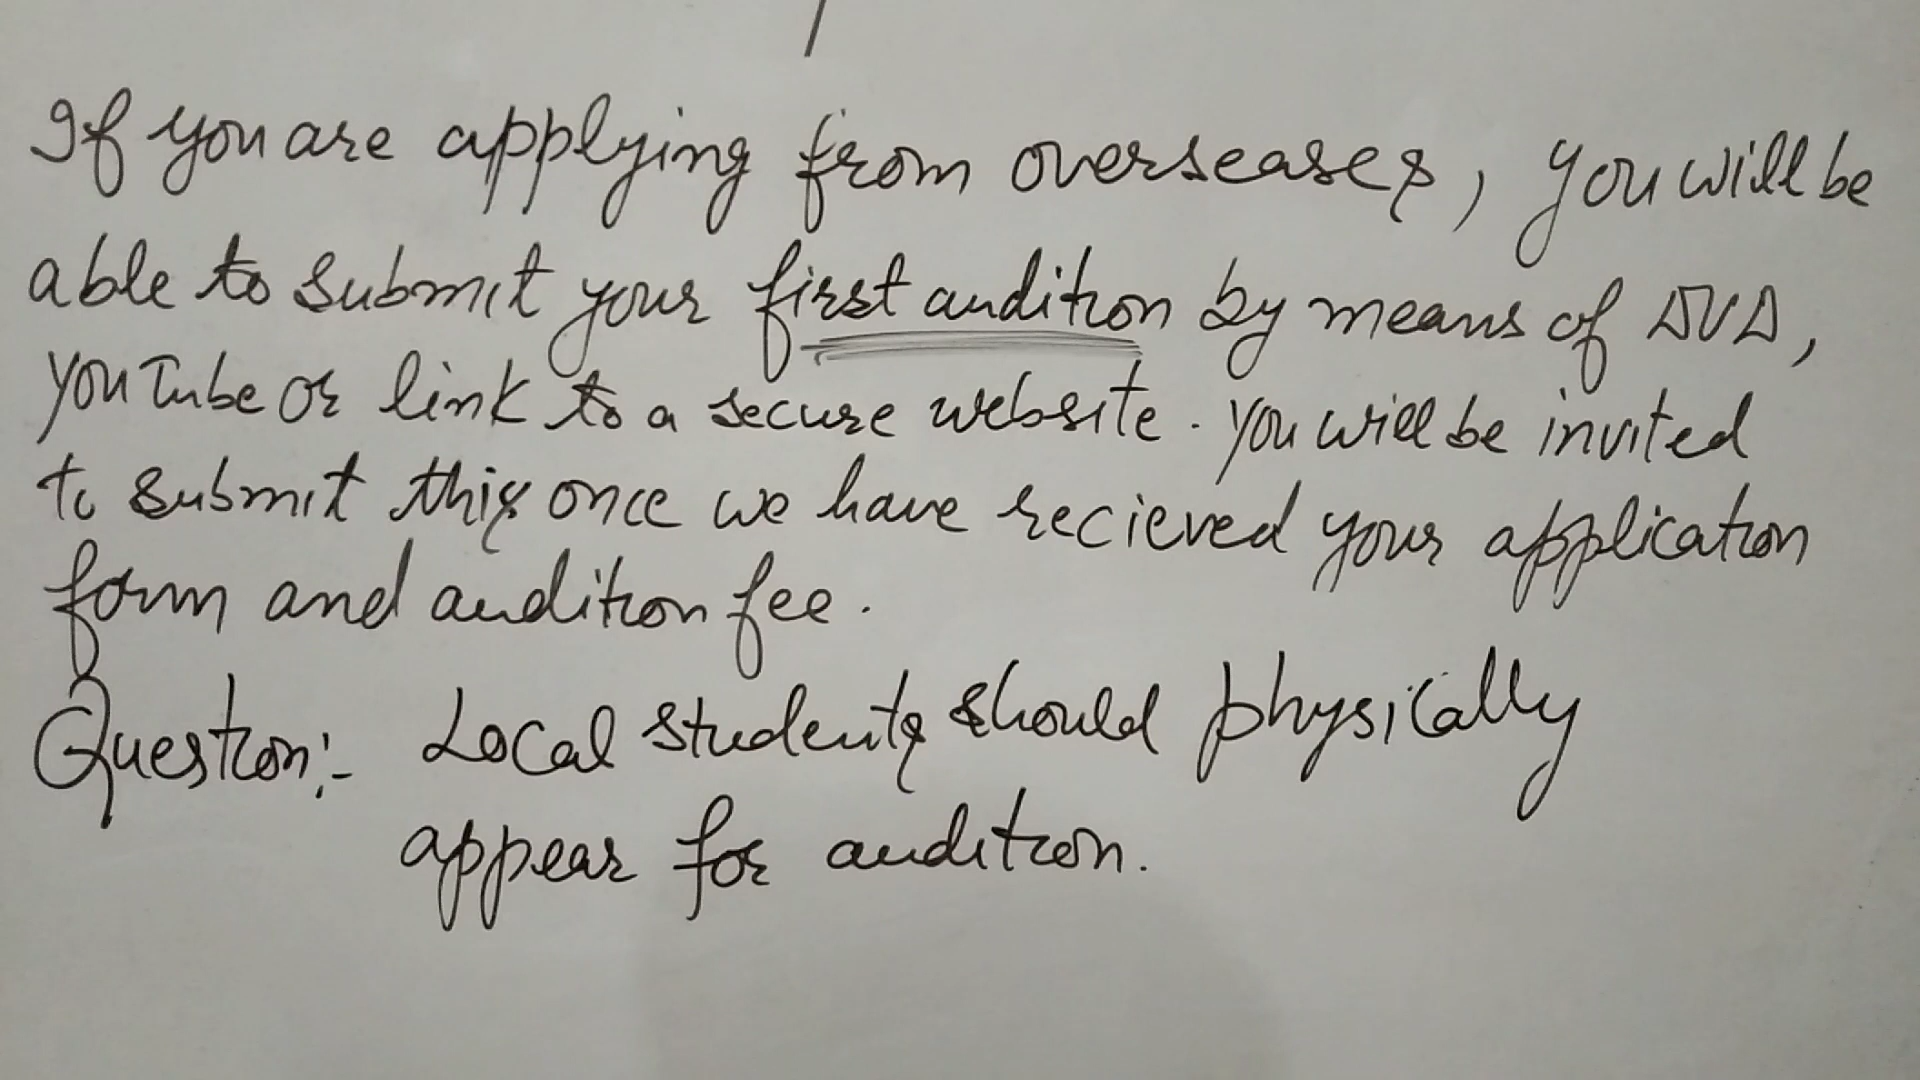 If you are applying from overseases, you will be
able to submit your first audition by means of DVD,
YouTube or link to a secure website. You will be invited
to submit this once we have recieved your application
form and audition fee.
Question:- Local students should physically
appear for audition.